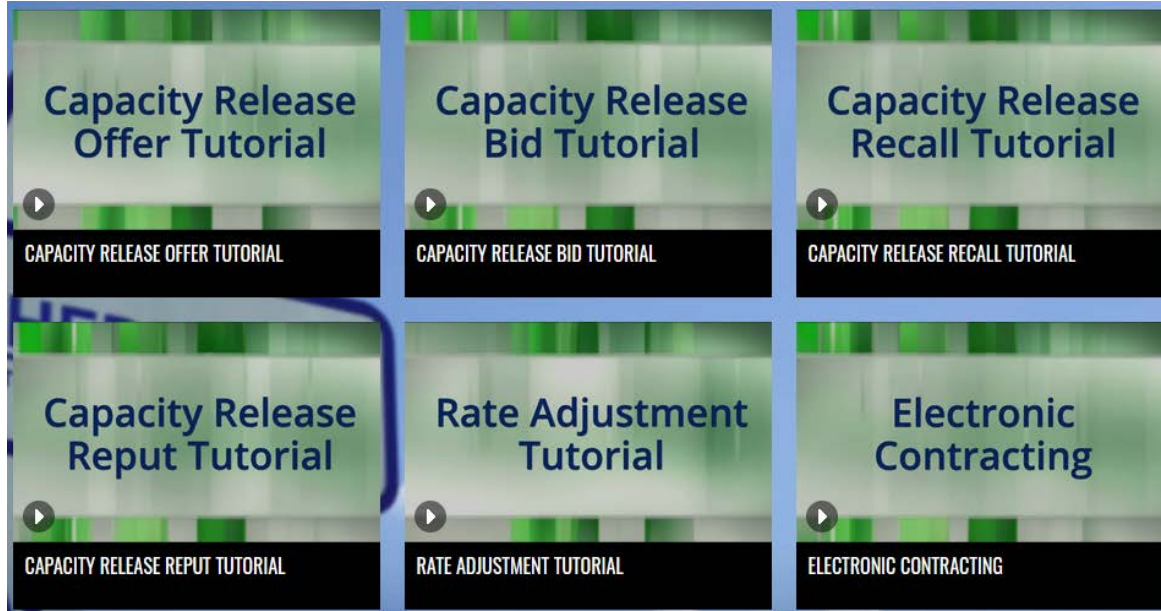 Capacity Release
Offer Tutorial
CAPACITY RELEASE OFFER TUTORIAL
Capacity Release
Bid Tutorial
CAPACITY RELEASE BID TUTORIAL
Capacity Release
Recall Tutorial
CAPACITY RELEASE RECALL TUTORIAL
Capacity Release
Reput Tutorial
CAPACITY RELEASE REPUT TUTORIAL
Rate Adjustment
Tutorial
RATE ADJUSTMENT TUTORIAL
Electronic
Contracting
ELECTRONIC CONTRACTING